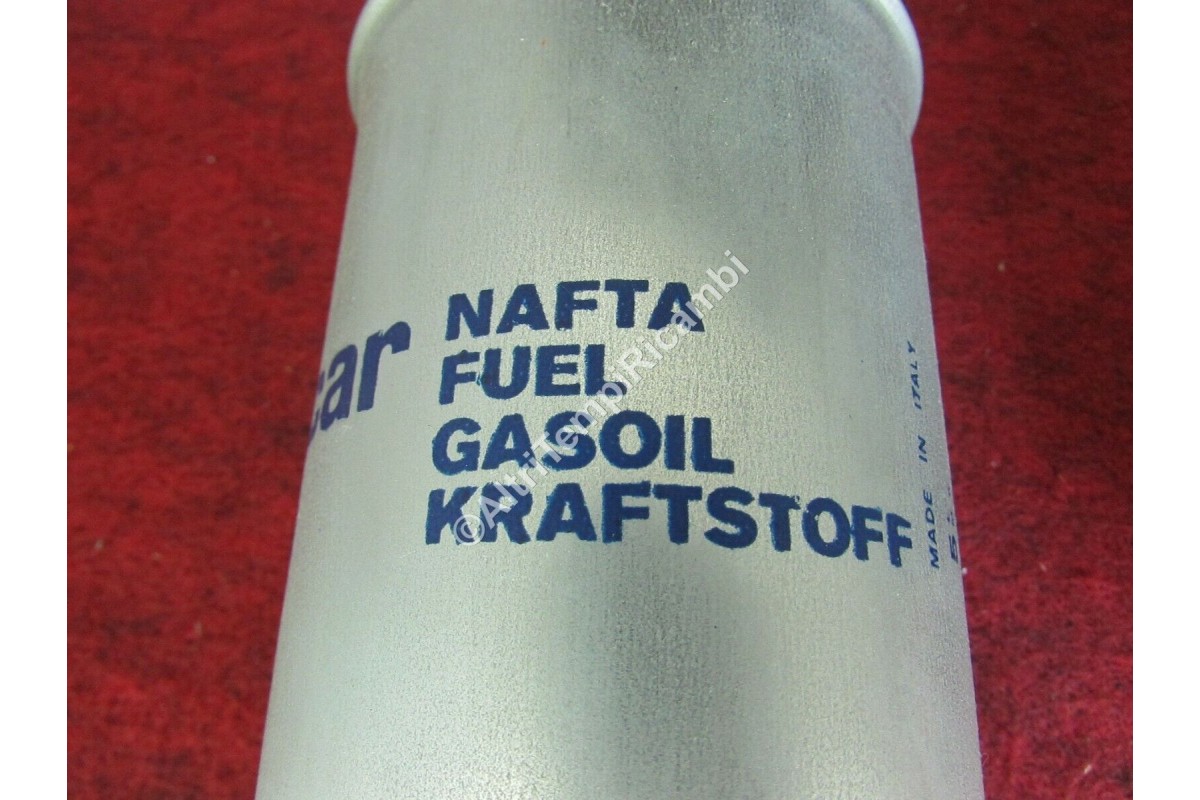 car
NAFTA
FUEL
GASOIL
KRAFTSTOFF
MADE IN ITALY
©AltriTempiRicambi